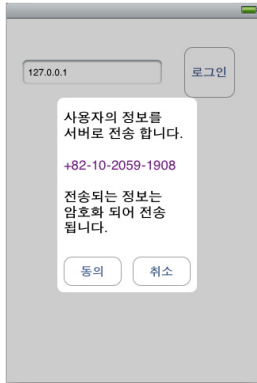 127.0.0.1
로그인
사용자의 정보를
서버로 전송 합니다.
+82-10-2059-1908
전송되는 정보는
암호화 되어 전송
됩니다.
동의
취소